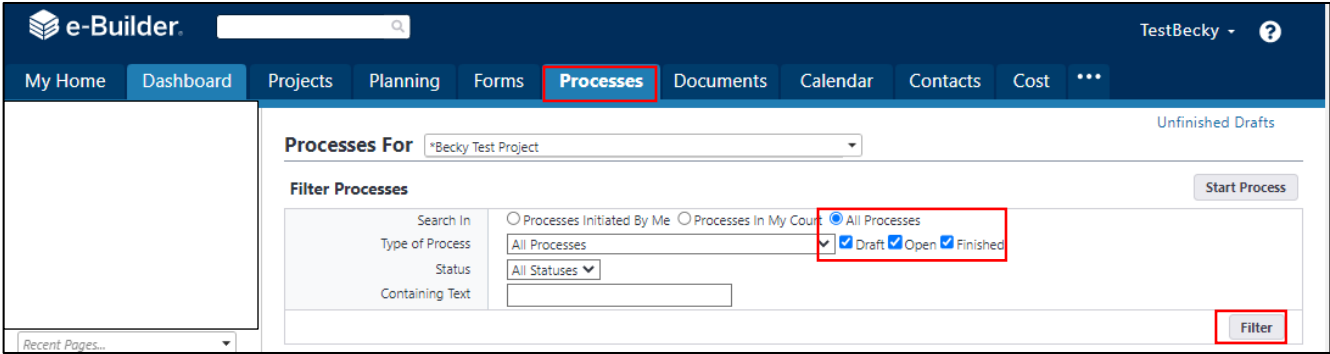 e-Builder.
TestBecky
?
My Home Dashboard Projects Planning Forms Processes Documents Calendar Contacts Cost •••
Unfinished Drafts
Processes For *Becky Test Project
Filter Processes Start Process
Search In Processes Initiated By Me Processes In My Court All Processes
Type of Process All Processes Draft Open Finished
Status All Statuses
Containing Text
Filter
Recent Pages...